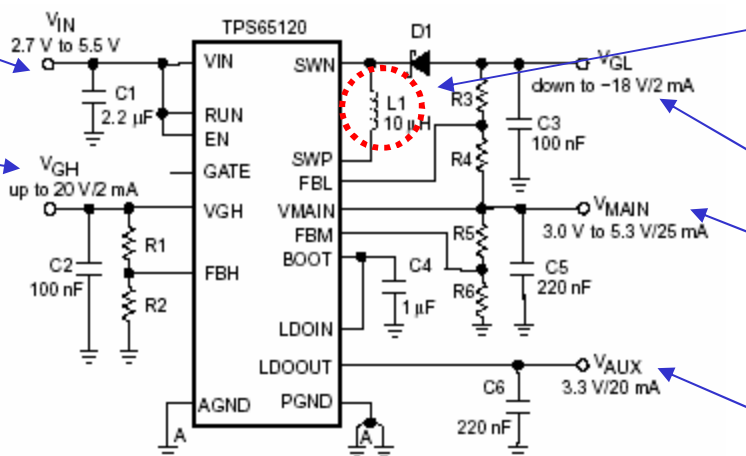 TPS65120
D1
VIN
2.7 V to 5.5 V
VIN
SWN
VGL
down to −18 V/2 mA
C1
2.2 µF
RUN
EN
L1
10 µH
R3
C3
100 nF
VGH
up to 20 V/2 mA
GATE
SWP
FBL
R4
VGH
VMAIN
VMAIN
3.0 V to 5.3 V/25 mA
R1
FBM
R5
C2
100 nF
FBH
BOOT
C4
1 µF
R6
C5
220 nF
R2
LDOIN
LDOOUT
VAUX
3.3 V/20 mA
C6
220 nF
AGND
PGND
A
A